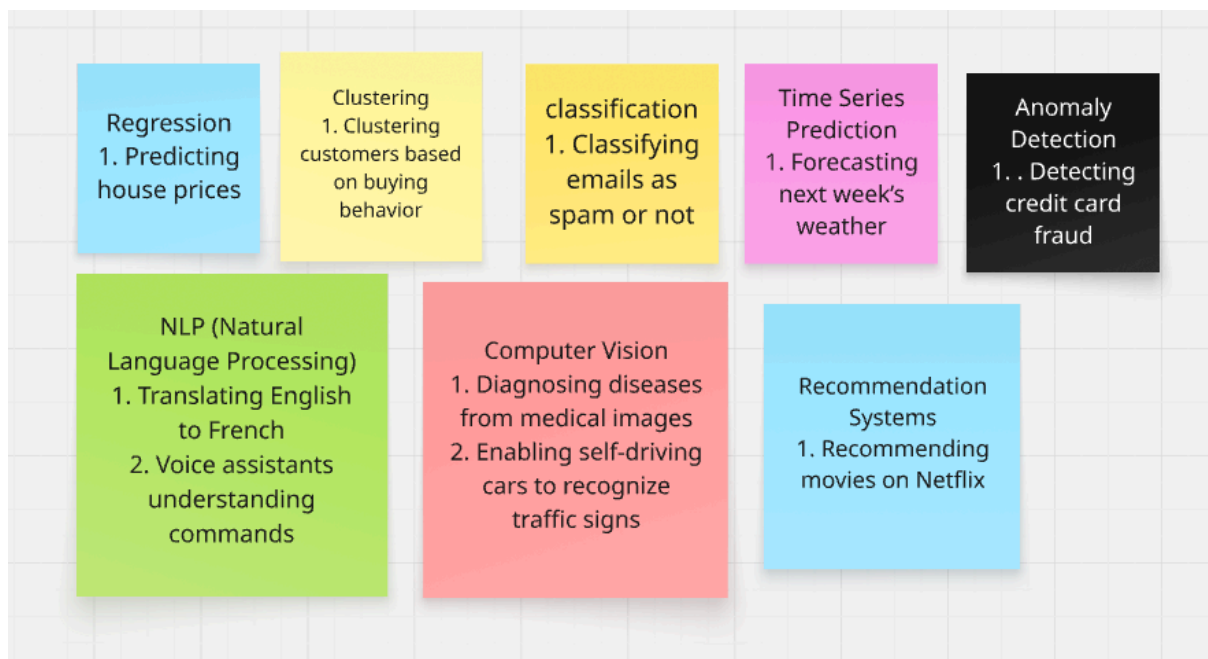 Regression
1. Predicting
house prices
Clustering
1. Clustering
customers based
on buying
behavior
classification
1. Classifying
emails as
spam or not
Time Series
Prediction
1. Forecasting
next week’s
weather
Anomaly
Detection
1. . Detecting
credit card
fraud
NLP (Natural
Language Processing)
1. Translating English
to French
2. Voice assistants
understanding
commands
Computer Vision
1. Diagnosing diseases
from medical images
2. Enabling self-driving
cars to recognize
traffic signs
Recommendation
Systems
1. Recommending
movies on Netflix